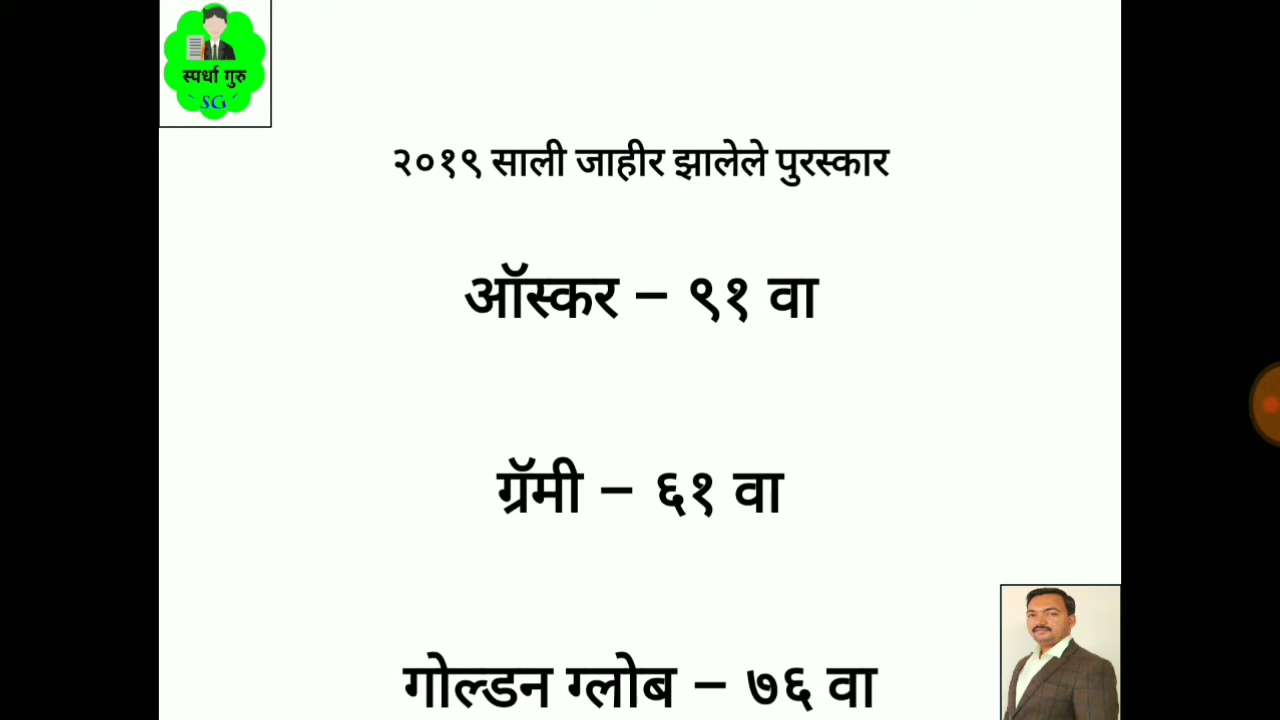 स्पर्धा गुरु
SG
२०१९ साली जाहीर झालेले पुरस्कार
ऑस्कर – ९१ वा
ग्रॅमी – ६१ वा
गोल्डन ग्लोब – ७६ वा